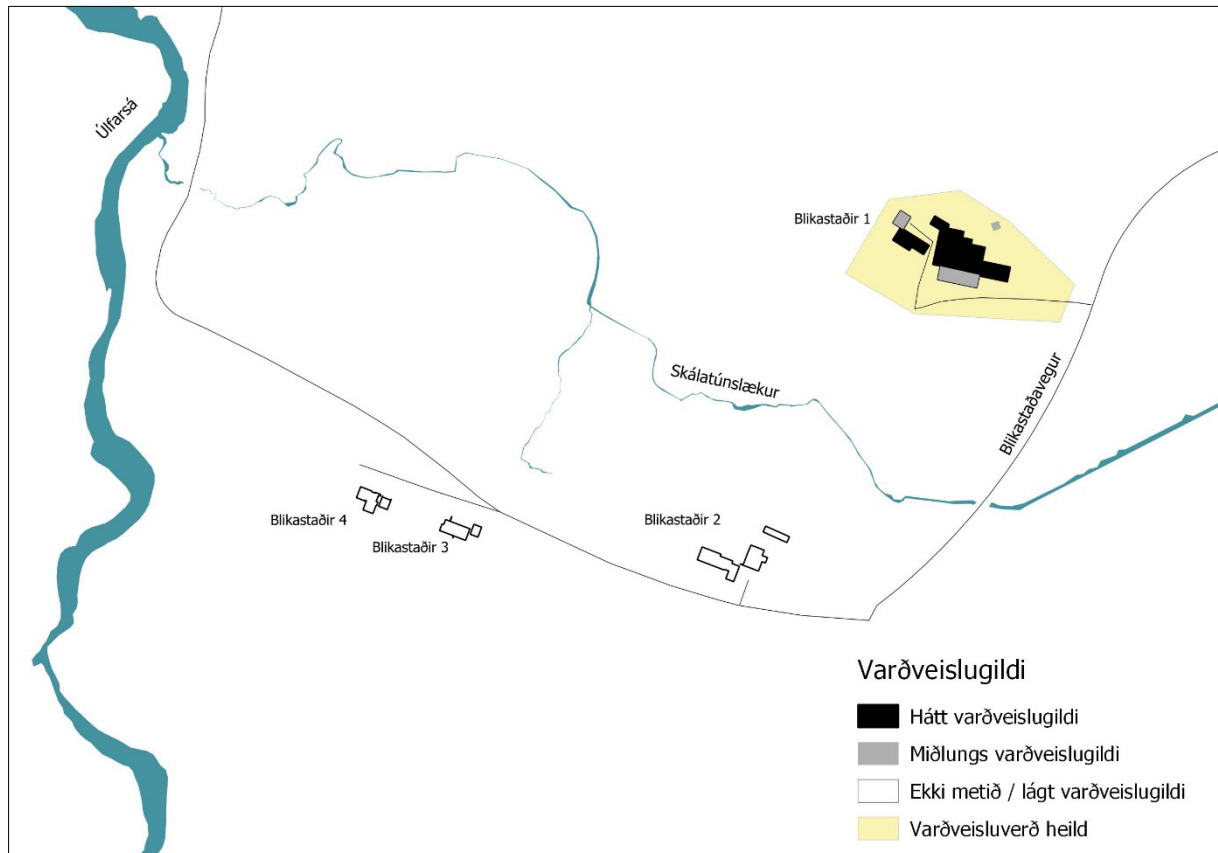 Úlfarsá
Blikastaðir 1
Skálatúnslækur
Blikastaðavegur
Blikastaðir 2
Blikastaðir 4
Blikastaðir 3
Varðveislugildi
Hátt varðveislugildi
Miðlungs varðveislugildi
Ekki metið / lágt varðveislugildi
Varðveisluverð heild